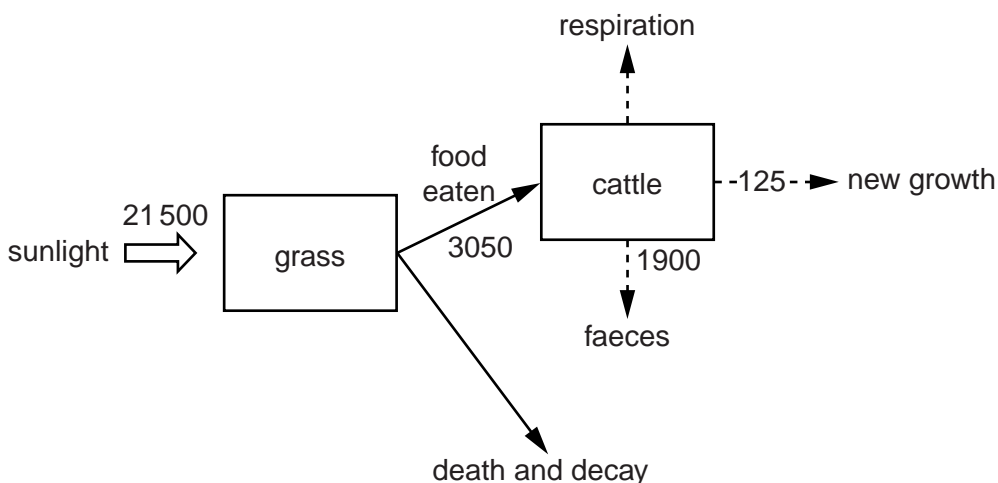 respiration
food
eaten
cattle
125
new growth
21 500
sunlight
grass
3050
1900
faeces
death and decay